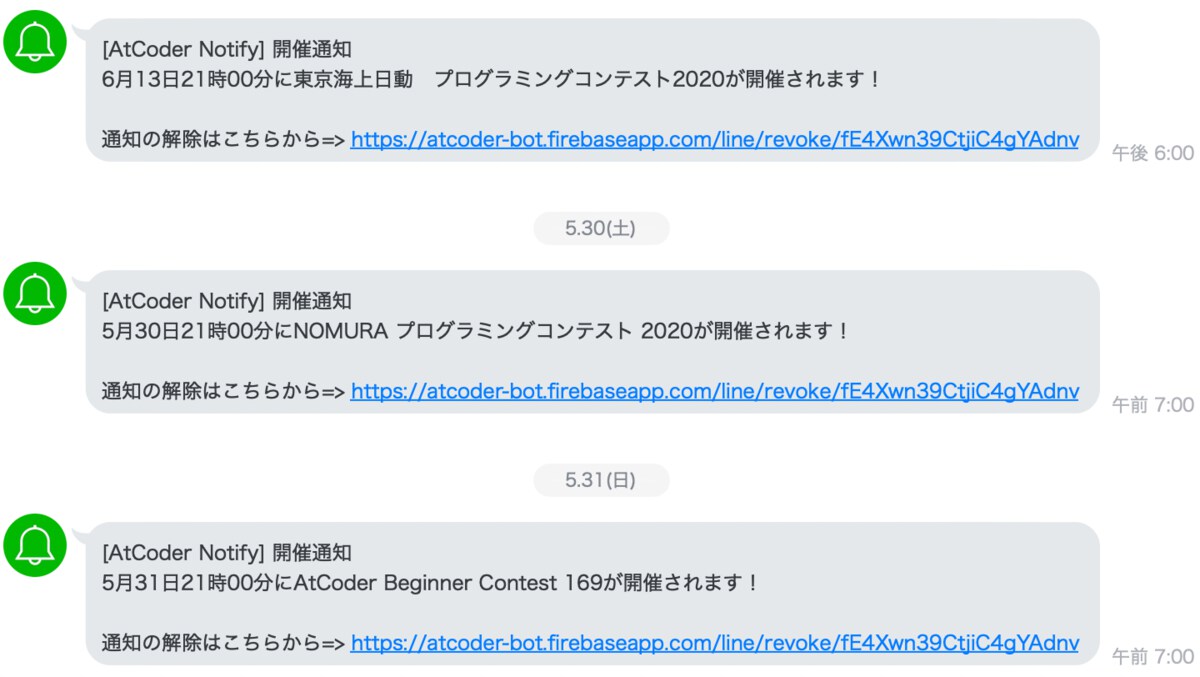 [AtCoder Notify] 開催通知
6月13日21時00分に東京海上日動　プログラミングコンテスト2020が開催されます！
通知の解除はこちらから=> https://atcoder-bot.firebaseapp.com/line/revoke/fE4Xwn39CtjiC4gYAdnv
午後 6:00
5.30(土)
[AtCoder Notify] 開催通知
5月30日21時00分にNOMURA プログラミングコンテスト 2020が開催されます！
通知の解除はこちらから=> https://atcoder-bot.firebaseapp.com/line/revoke/fE4Xwn39CtjiC4gYAdnv
午前 7:00
5.31(日)
[AtCoder Notify] 開催通知
5月31日21時00分にAtCoder Beginner Contest 169が開催されます！
通知の解除はこちらから=> https://atcoder-bot.firebaseapp.com/line/revoke/fE4Xwn39CtjiC4gYAdnv
午前 7:00